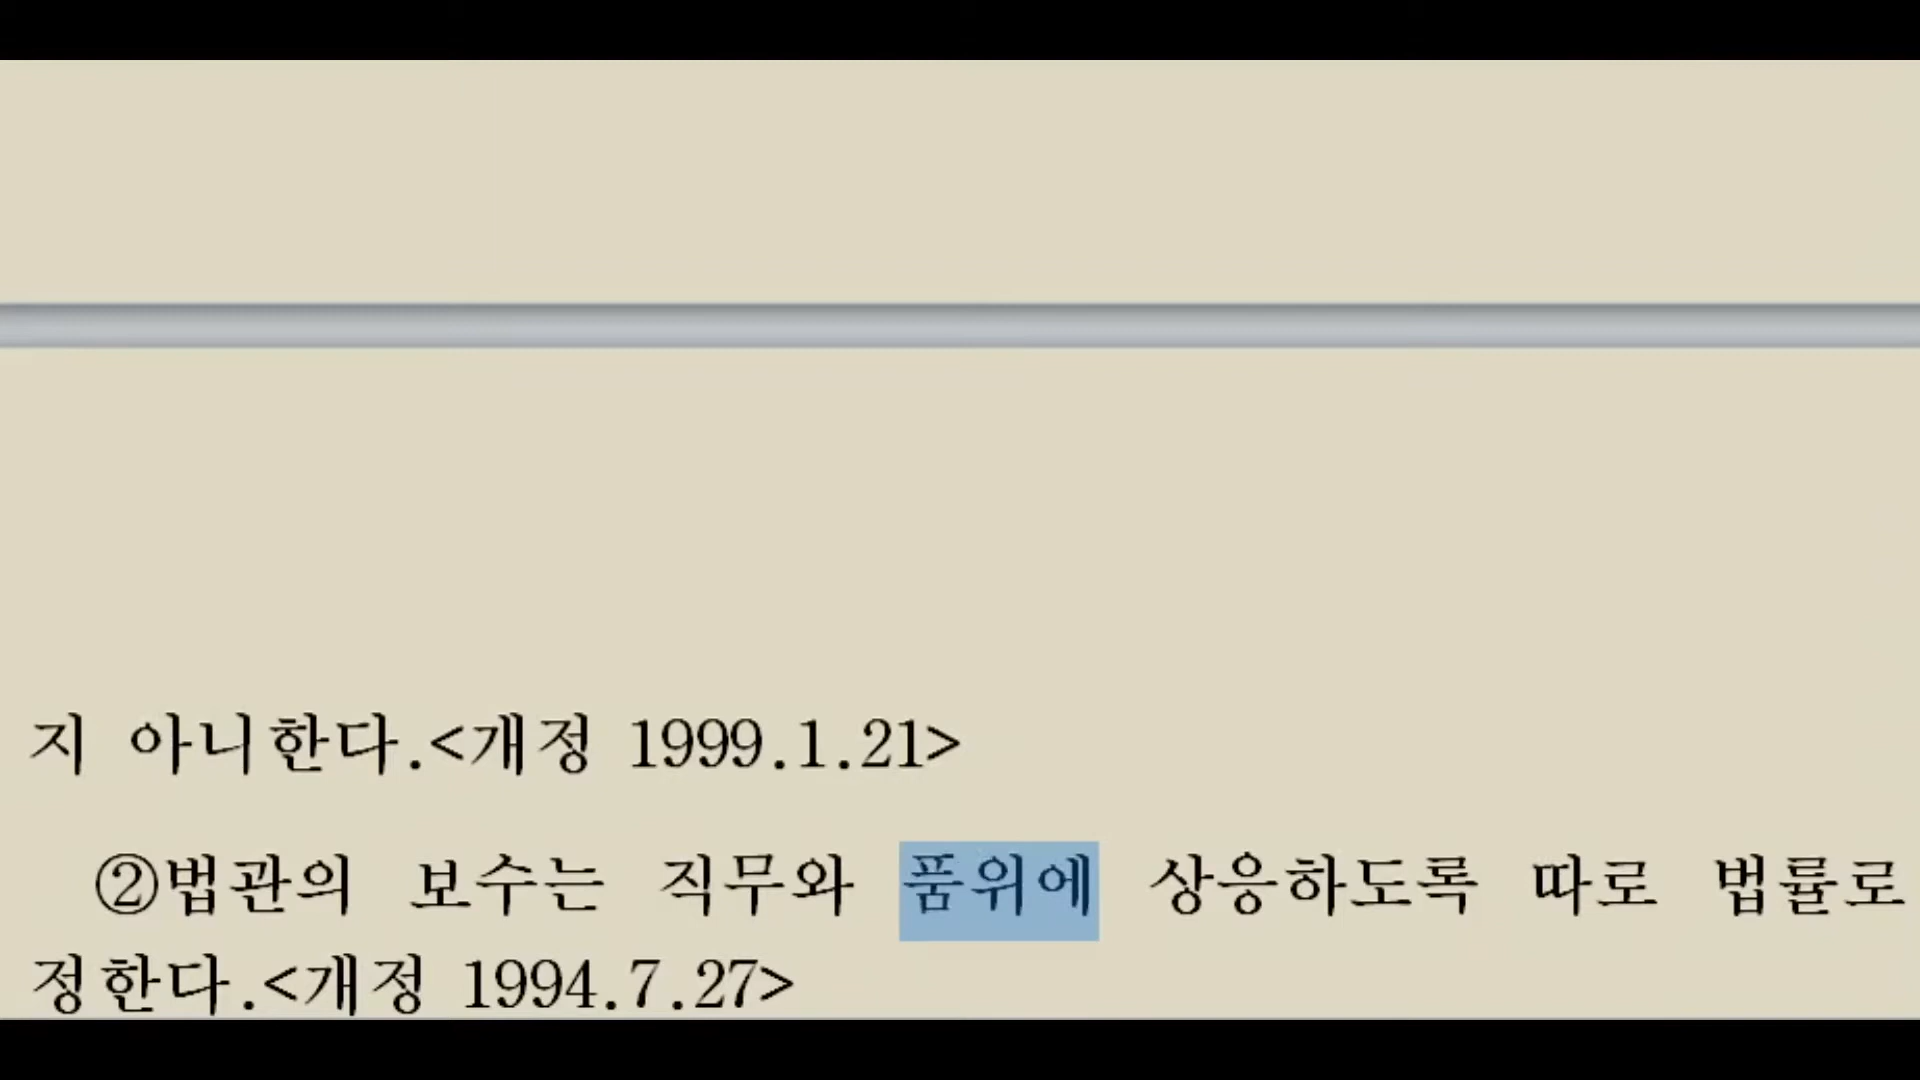 지 아니한다.<개정 1999.1.21>
②법관의 보수는 직무와 품위에 상응하도록 따로 법률로
정한다.<개정 1994.7.27>